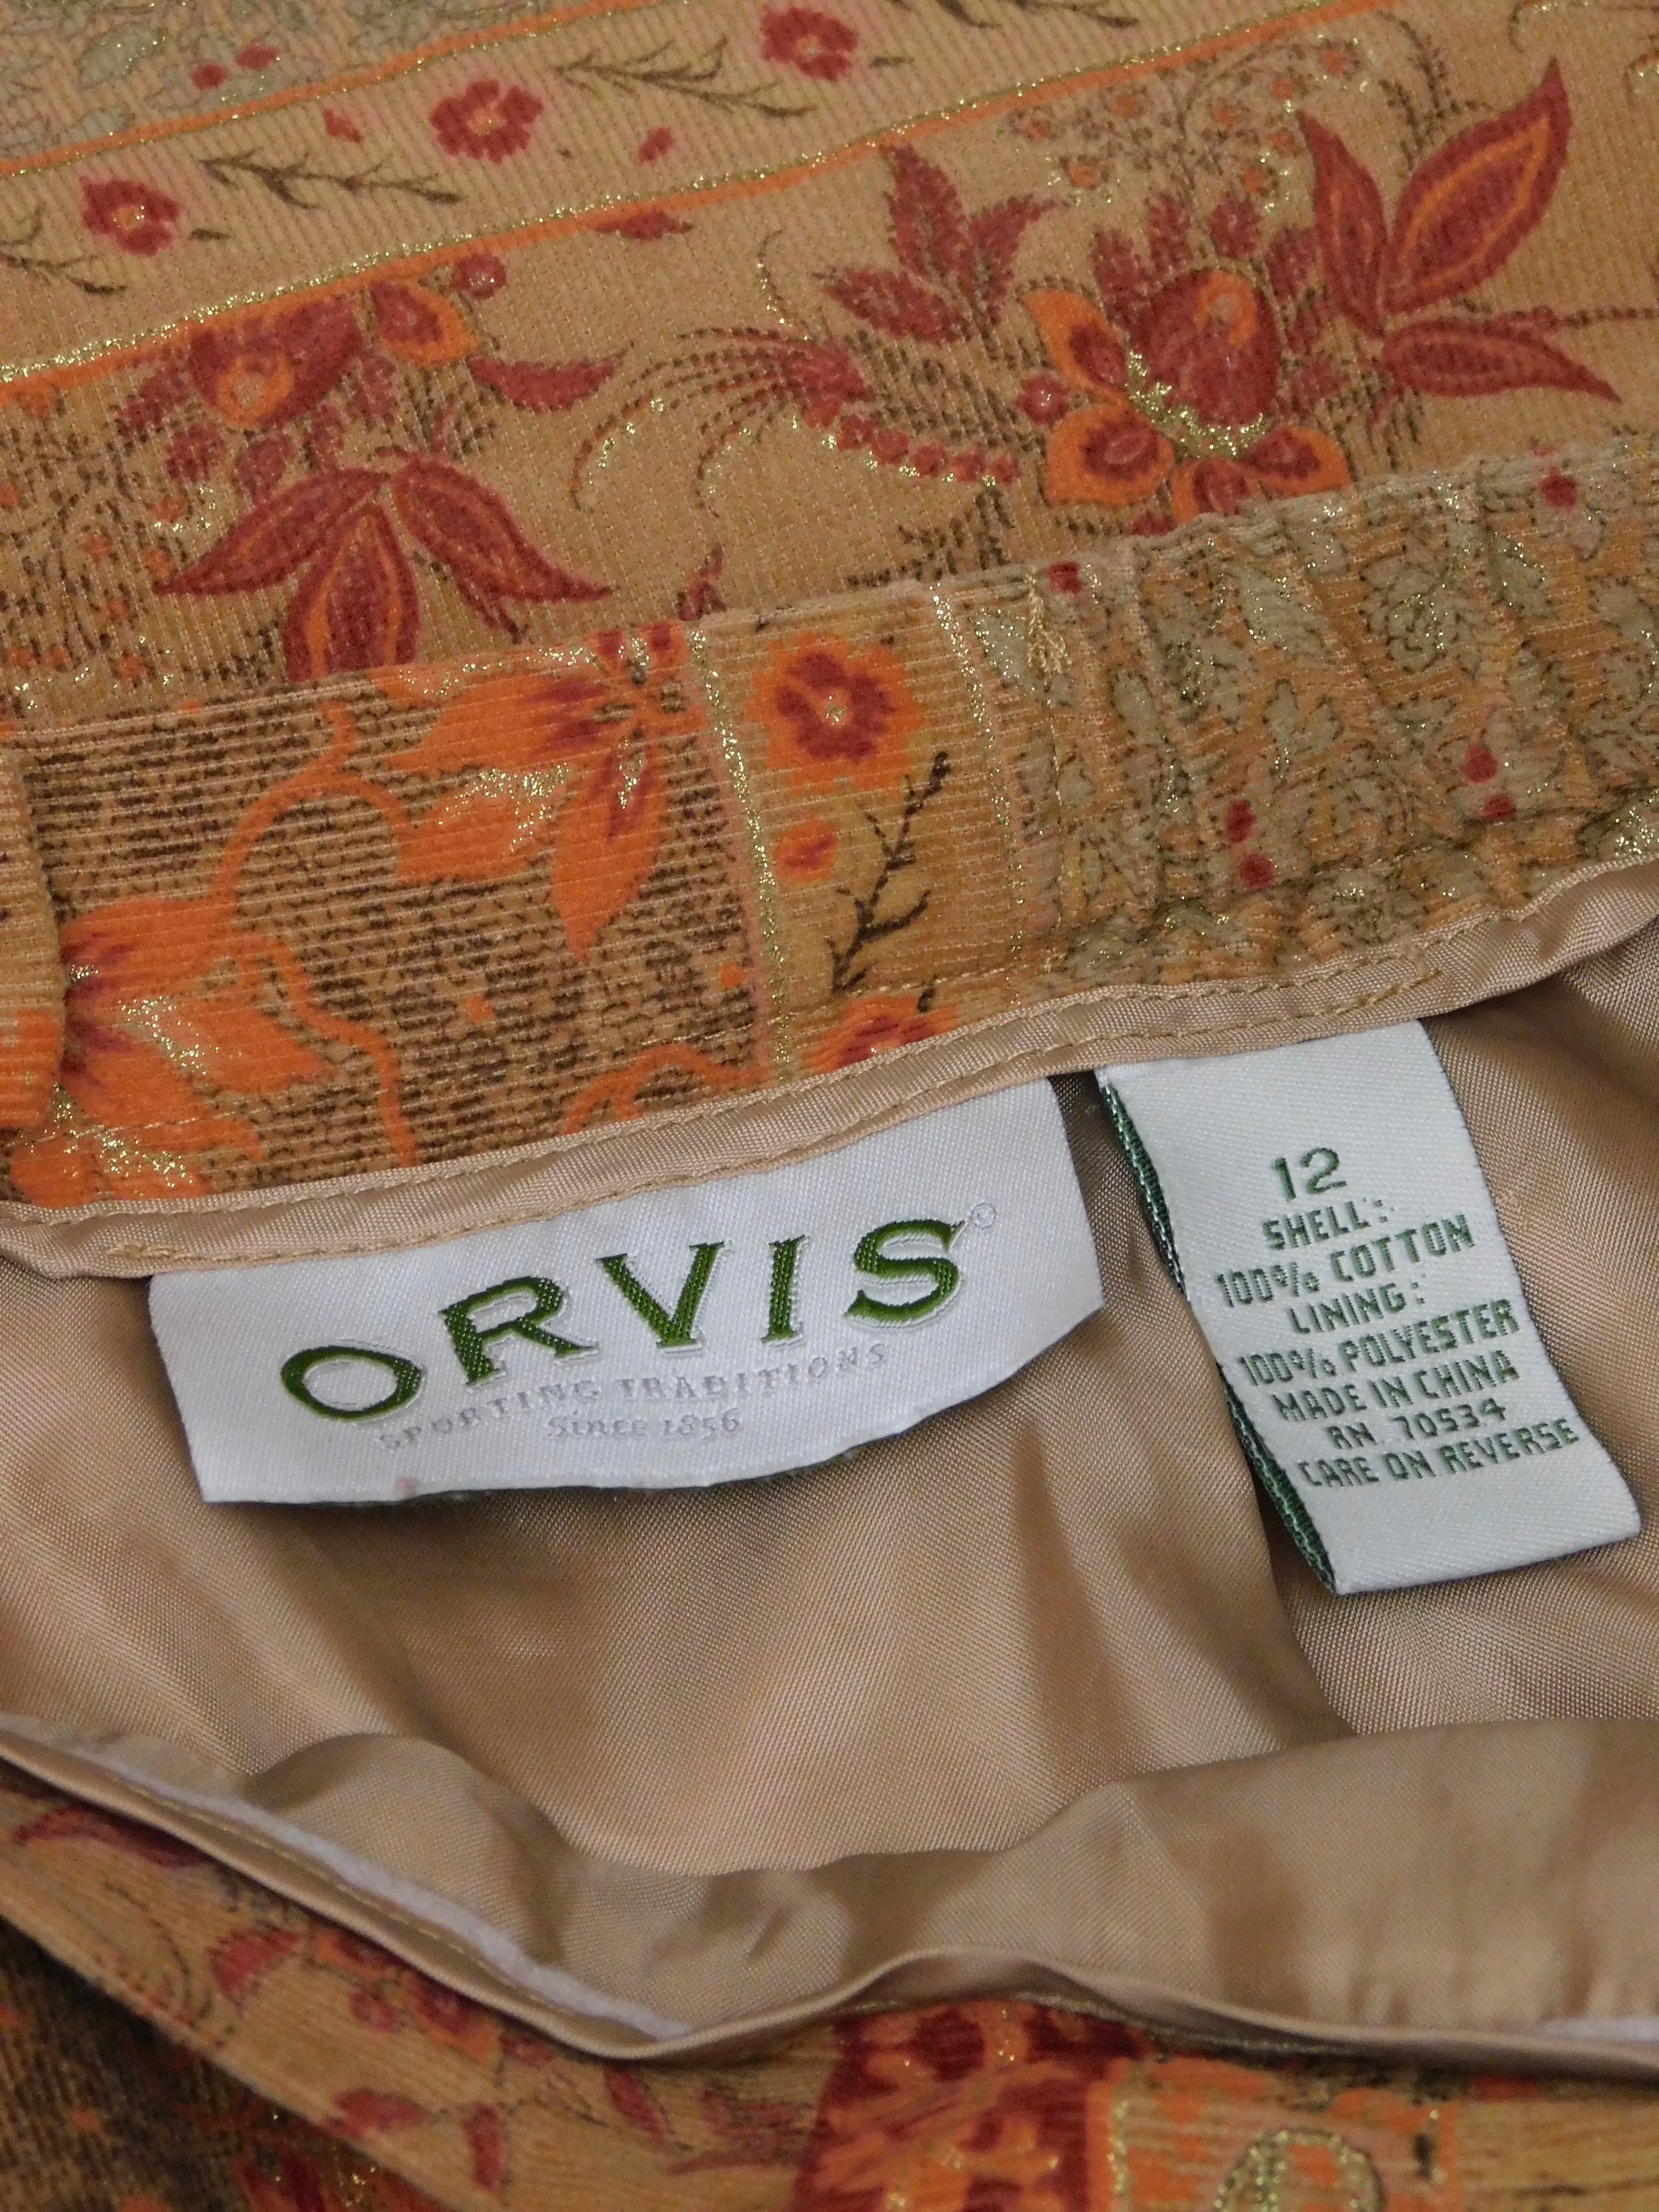 ORVIS®
SPORTING TRADITIONS
Since 1856
12
SHELL:
100% COTTON
LINING:
100% POLYESTER
MADE IN CHINA
RN. 70534
CARE ON REVERSE